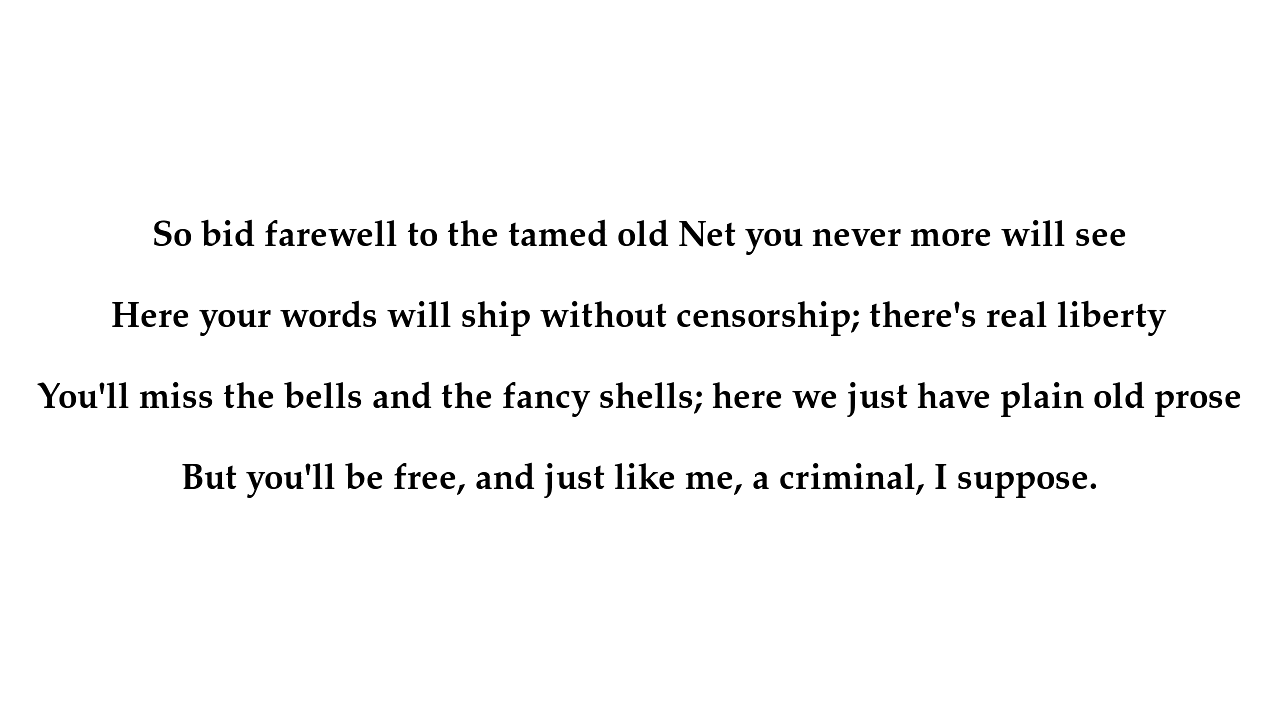 So bid farewell to the tamed old Net you never more will see
Here your words will ship without censorship; there's real liberty
You'll miss the bells and the fancy shells; here we just have plain old prose
But you'll be free, and just like me, a criminal, I suppose.